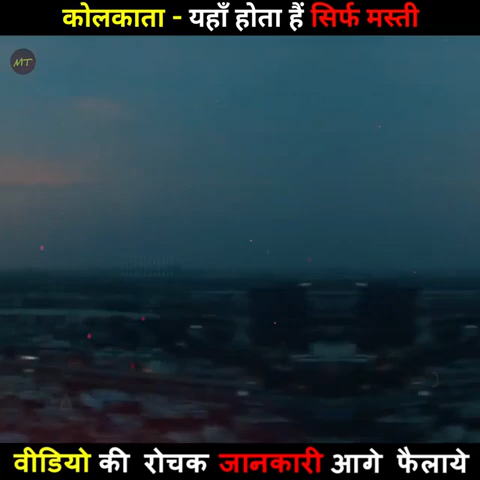 कोलकाता - यहाँ होता हैं सिर्फ मस्ती
MT
वीडियो की रोचक जानकारी आगे फैलाये